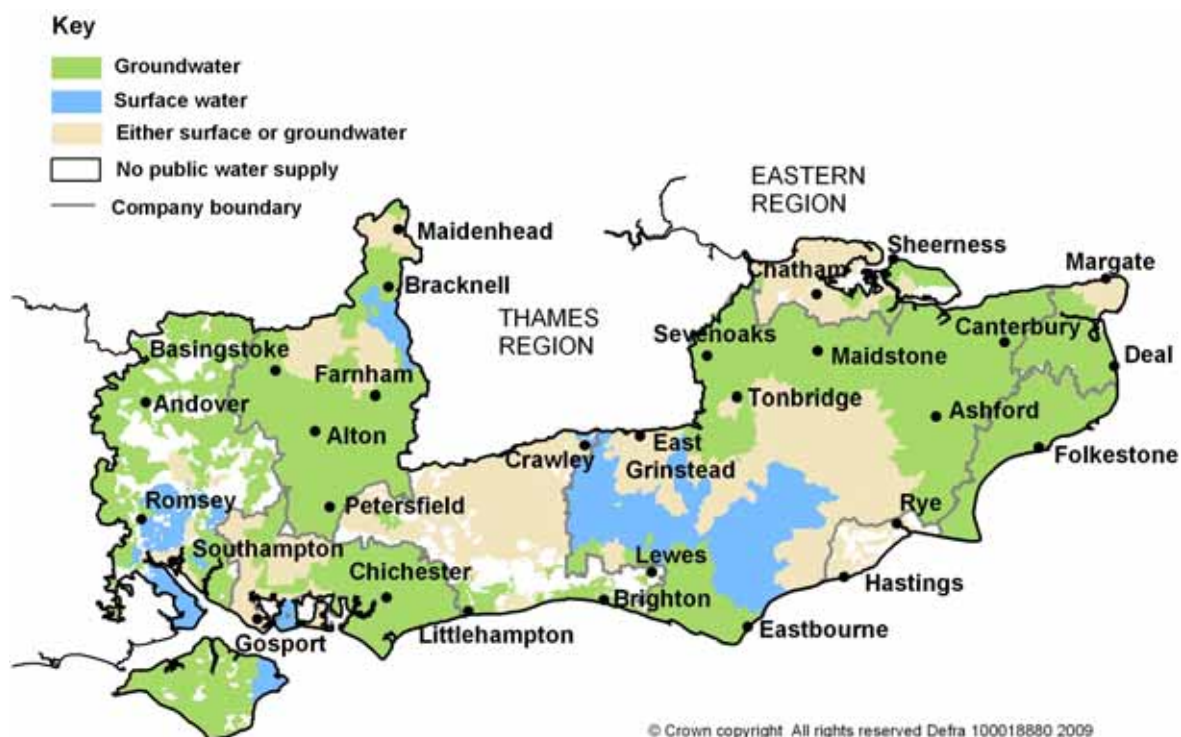 Key
Groundwater
Surface water
Either surface or groundwater
No public water supply
Company boundary
EASTERN
REGION
Maidenhead
Sheerness
Chatham
Margate
Bracknell
THAMES
REGION
Sevenoaks
Canterbury
Basingstoke
Maidstone
Deal
Farnham
Andover
Tonbridge
Ashford
Alton
East
Grinstead
Crawley
Folkestone
Romsey
Petersfield
Rye
Southampton
Chichester
Lewes
Hastings
Brighton
Gosport
Littlehampton
Eastbourne
© Crown copyright All rights reserved Defra 100018880 2009